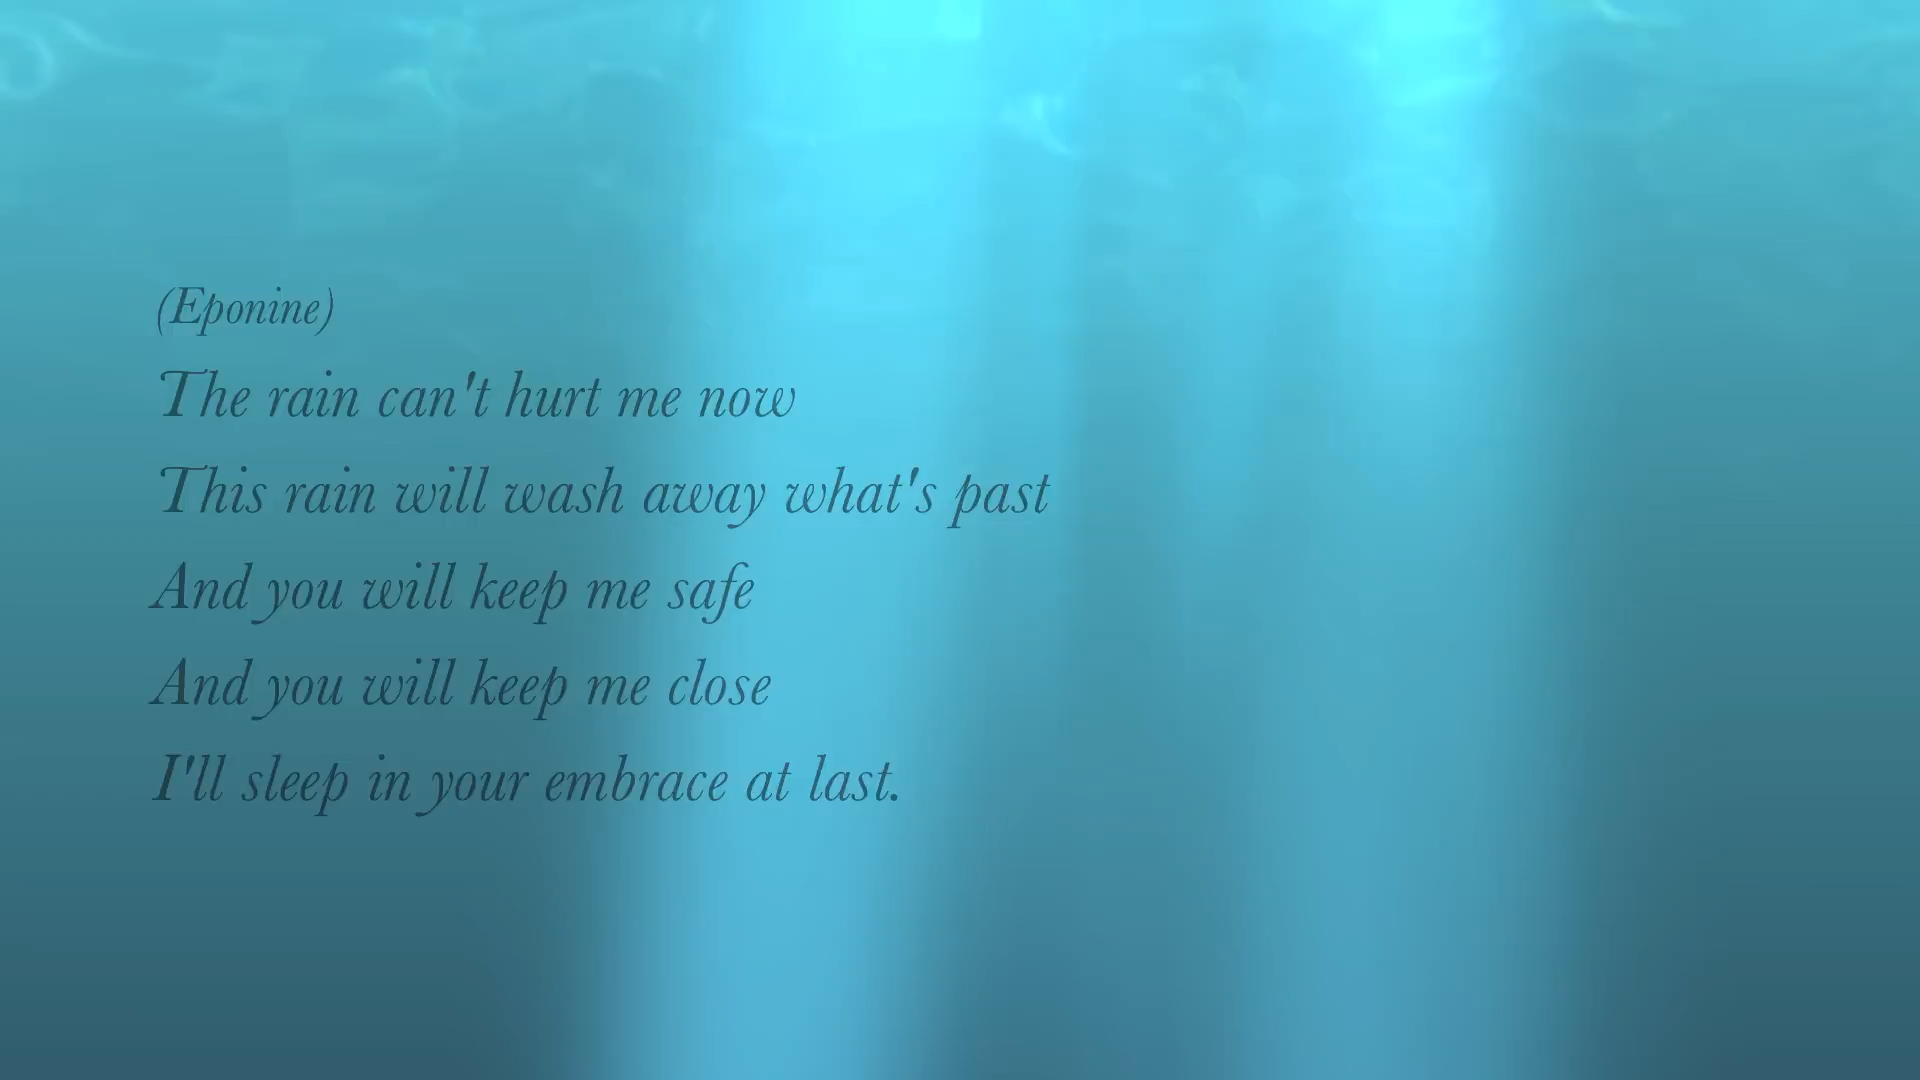 (Eponine)
The rain can't hurt me now
This rain will wash away what's past
And you will keep me safe
And you will keep me close
I'll sleep in your embrace at last.